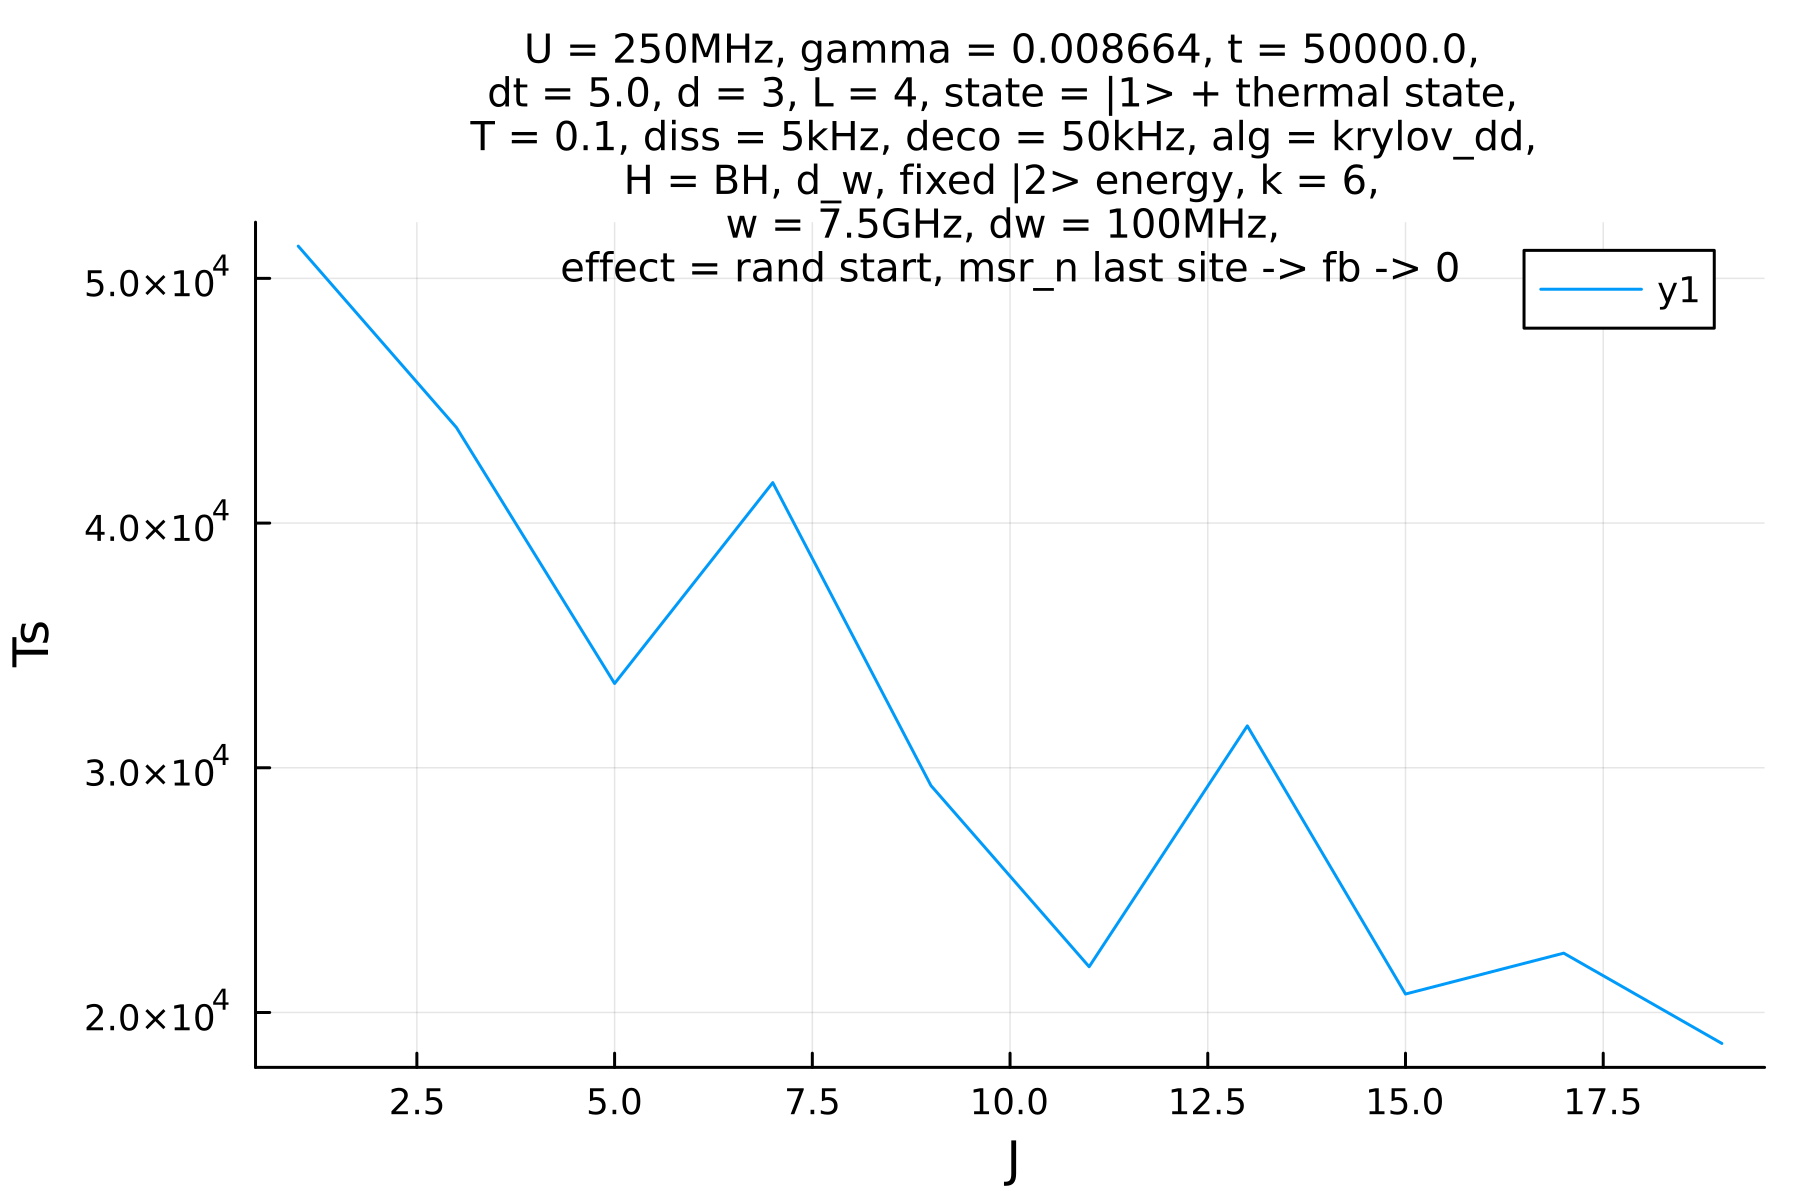 U = 250MHz, gamma = 0.008664, t = 50000.0,
dt = 5.0, d = 3, L = 4, state = |1> + thermal state,
T = 0.1, diss = 5kHz, deco = 50kHz, alg = krylov_dd,
H = BH, d_w, fixed |2> energy, k = 6,
w = 7.5GHz, dw = 100MHz,
effect = rand start, msr_n last site -> fb -> 0
y1
5.0×10⁴
4.0×10⁴
3.0×10⁴
2.0×10⁴
Ts
2.5 5.0 7.5 10.0 12.5 15.0 17.5
J